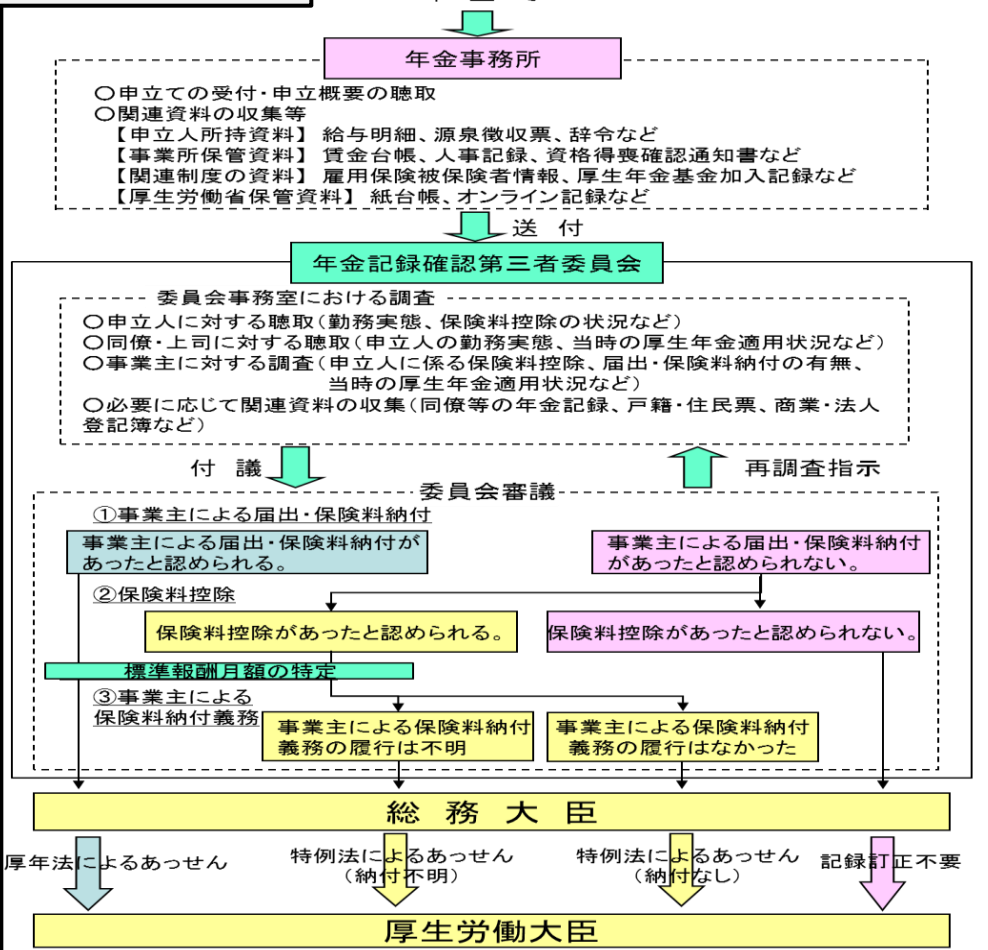 年金事務所
○申立ての受付・申立概要の聴取
○関連資料の収集等
【申立人所持資料】 給与明細、源泉徴収票、辞令など
【事業所保管資料】 賃金台帳、人事記録、資格得喪確認通知書など
【関連制度の資料】 雇用保険被保険者情報、厚生年金基金加入記録など
【厚生労働省保管資料】 紙台帳、オンライン記録など
送 付
年金記録確認第三者委員会
委員会事務室における調査
○申立人に対する聴取(勤務実態、保険料控除の状況など)
○同僚・上司に対する聴取(申立人の勤務実態、当時の厚生年金適用状況など)
○事業主に対する調査(申立人に係る保険料控除、届出・保険料納付の有無、
当時の厚生年金適用状況など)
○必要に応じて関連資料の収集(同僚等の年金記録、戸籍・住民票、商業・法人
登記簿など)
付 議
再調査指示
委員会審議
①事業主による届出・保険料納付
事業主による届出・保険料納付が
あったと認められる。
事業主による届出・保険料納付
があったと認められない。
②保険料控除
保険料控除があったと認められる。
保険料控除があったと認められない。
標準報酬月額の特定
③事業主による
保険料納付義務
事業主による保険料納付
義務の履行は不明
事業主による保険料納付
義務の履行はなかった
総 務 大 臣
厚年法によるあっせん
特例法によるあっせん
(納付不明)
特例法によるあっせん
(納付なし)
記録訂正不要
厚生労働大臣